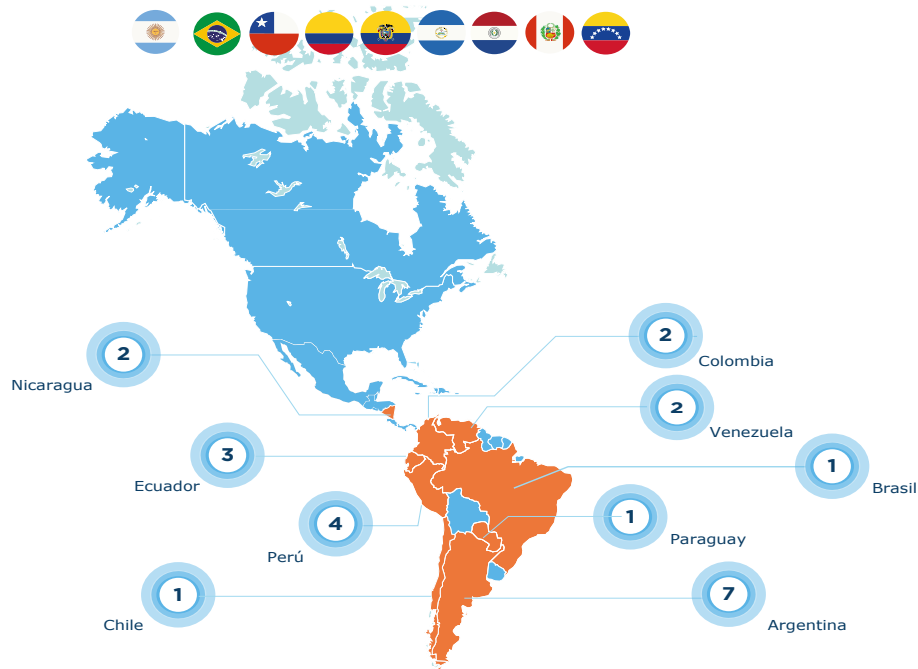 2
Colombia
2
Nicaragua
2
Venezuela
3
Ecuador
1
Brasil
4
Perú
1
Paraguay
1
Chile
7
Argentina